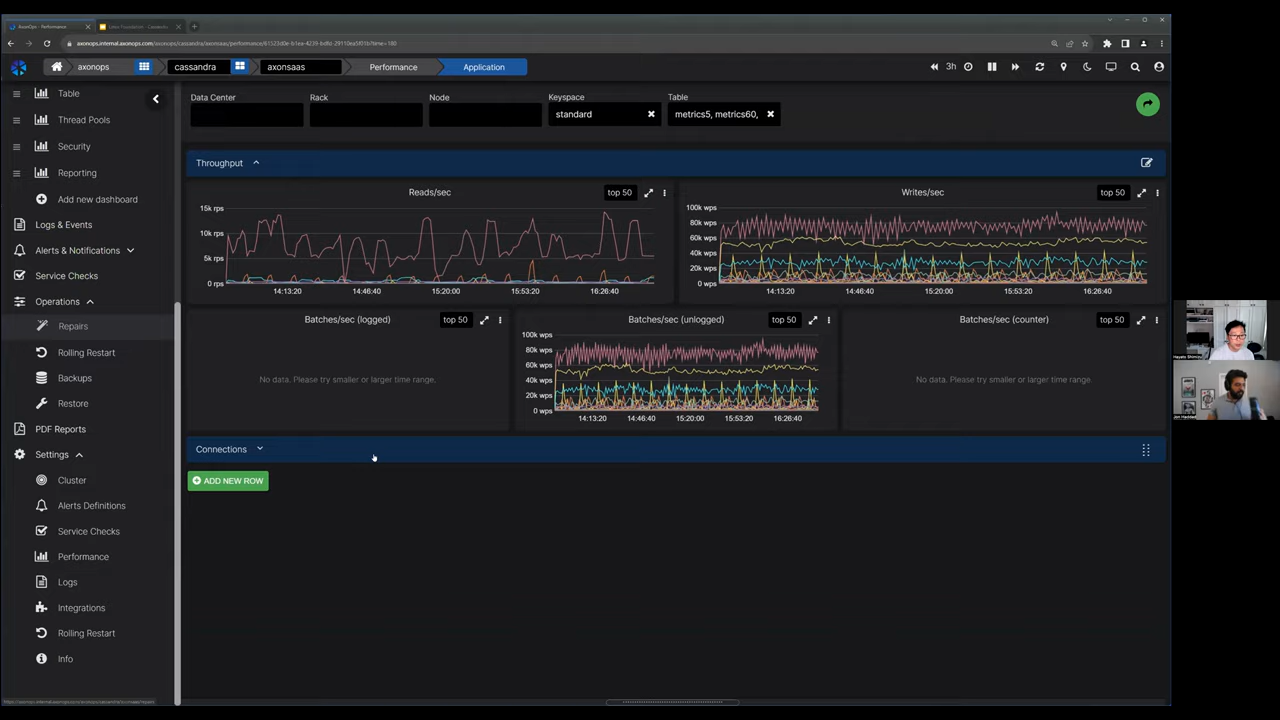 AxonOps - Performance
Linux Foundation - Cassandra
axonops
cassandra
axonsaas
Performance
Application
3h
Table
Thread Pools
Security
Reporting
Add new dashboard
Logs & Events
Alerts & Notifications
Service Checks
Operations
Repairs
Rolling Restart
Backups
Restore
PDF Reports
Settings
Cluster
Alerts Definitions
Service Checks
Performance
Logs
Integrations
Rolling Restart
Info
Data Center
Rack
Node
Keyspace
Table
standard
metrics5, metrics60,
Throughput
Reads/sec
top 50
15k rps
10k rps
5k rps
0 rps
14:13:20 14:46:40 15:20:00 15:53:20 16:26:40
Writes/sec
top 50
100k wps
80k wps
60k wps
40k wps
20k wps
0 wps
14:13:20 14:46:40 15:20:00 15:53:20 16:26:40
Batches/sec (logged)
top 50
No data. Please try smaller or larger time range.
Batches/sec (unlogged)
top 50
100k wps
80k wps
60k wps
40k wps
20k wps
0 wps
14:13:20 14:46:40 15:20:00 15:53:20 16:26:40
Batches/sec (counter)
top 50
No data. Please try smaller or larger time range.
Connections
ADD NEW ROW
Hayato Shimizu
Jon Haddad